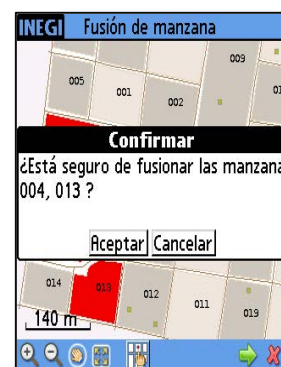 INEGI Fusión de manzana
009
005
001
002
Confirmar
¿Está seguro de fusionar las manzana
004, 013 ?
Aceptar Cancelar
014
013
012
011
019
140 m